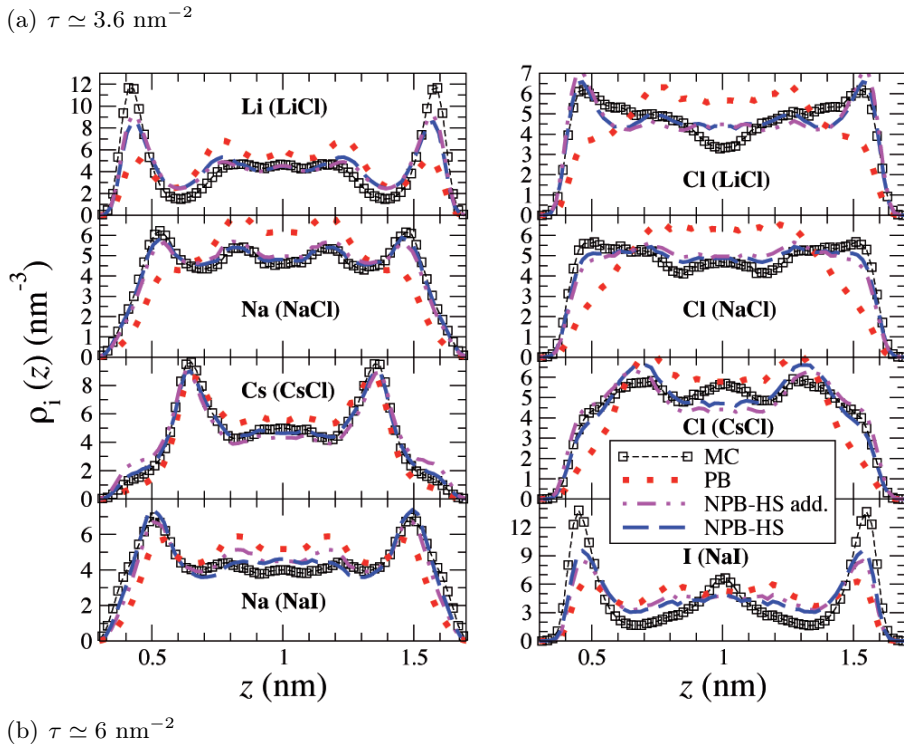 (a) τ ≃ 3.6 nm⁻²
12
10
8
6
4
2
0
Li (LiCl)
7
6
5
4
3
2
1
0
Cl (LiCl)
6
5
4
3
2
1
0
Na (NaCl)
6
5
4
3
2
1
0
Cl (NaCl)
8
6
4
2
0
Cs (CsCl)
6
5
4
3
2
1
0
Cl (CsCl)
MC
PB
NPB-HS add.
NPB-HS
6
4
2
0
Na (NaI)
12
9
6
3
0
I (NaI)
ρᵢ(z) (nm⁻³)
0.5 1 1.5
0.5 1 1.5
z (nm)
z (nm)
(b) τ ≃ 6 nm⁻²